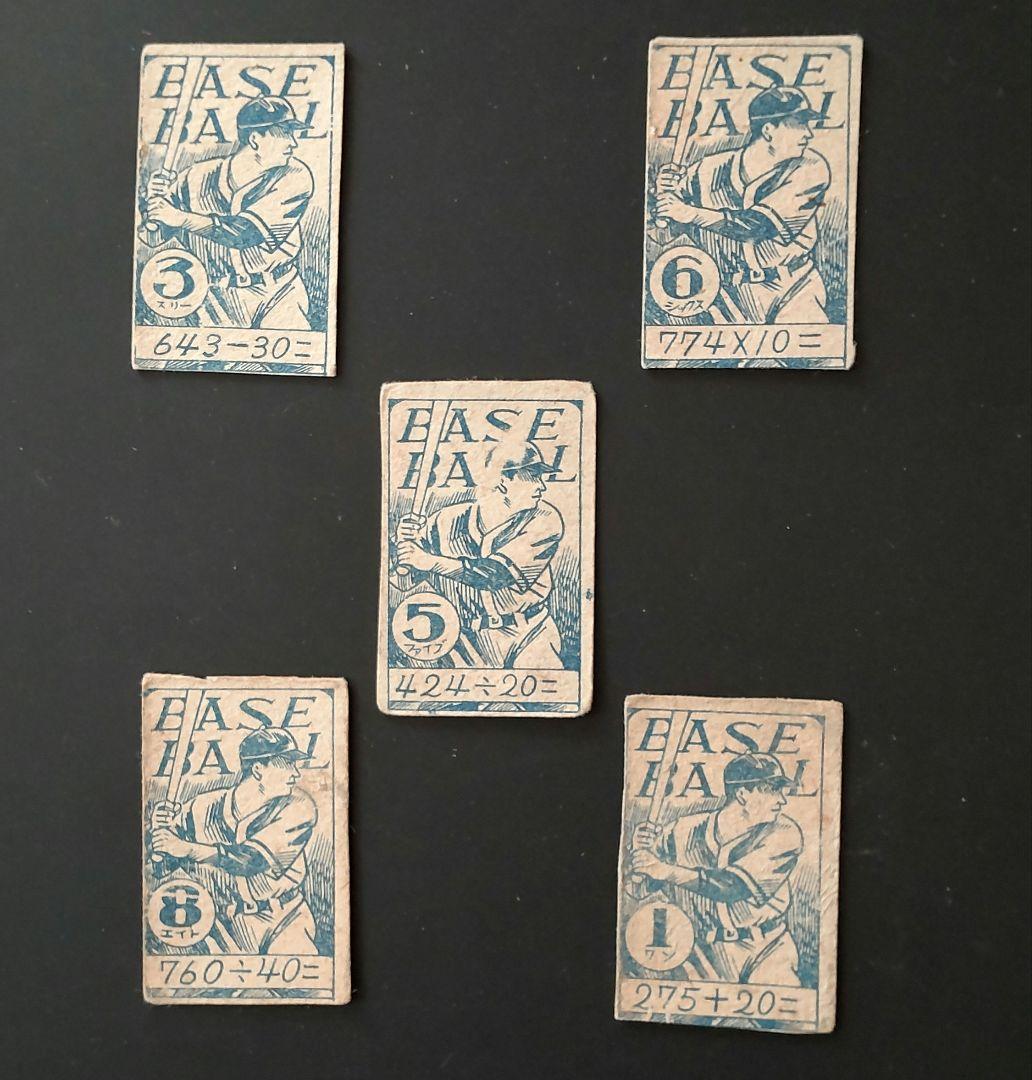 BASE
BALL
3
スリー
643-30=
BASE
BALL
6
シックス
774×10=
BASE
BALL
5
ファイブ
424÷20=
BASE
BALL
8
エイト
760÷40=
BASE
BALL
1
ワン
275+20=